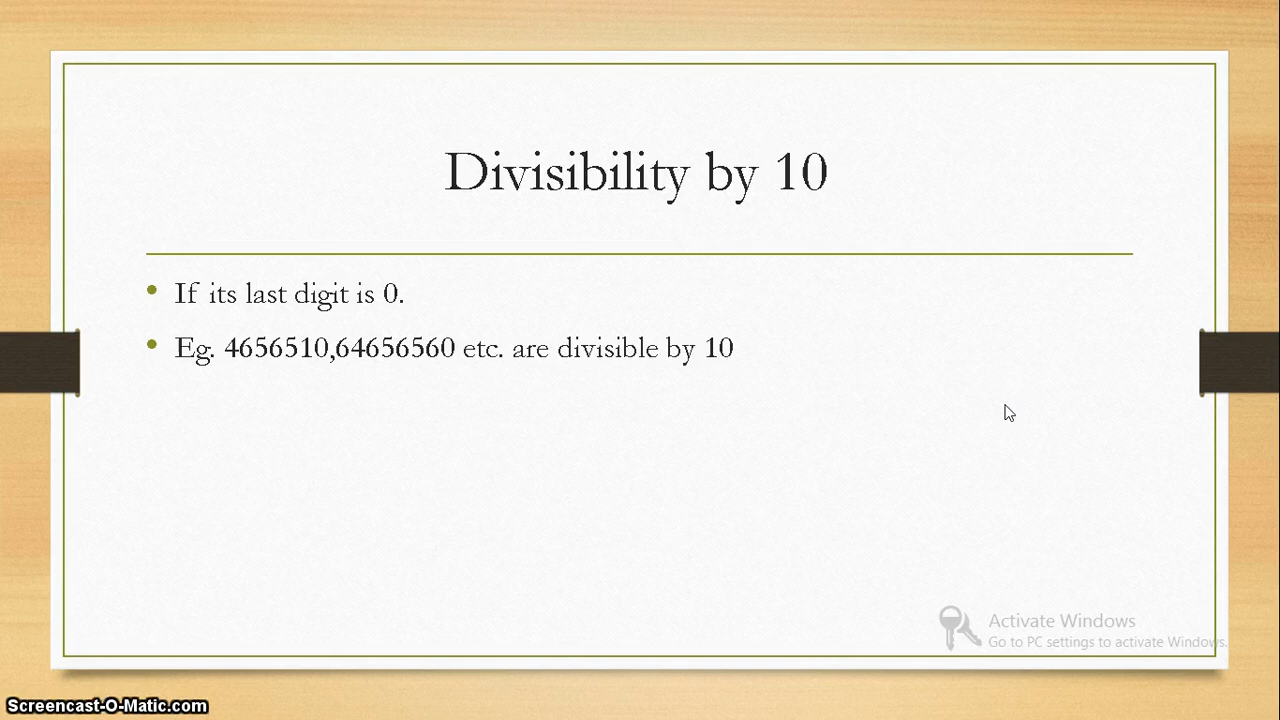 Divisibility by 10
• If its last digit is 0.
• Eg. 4656510,64656560 etc. are divisible by 10
Activate Windows
Go to PC settings to activate Windows.
Screencast-O-Matic.com